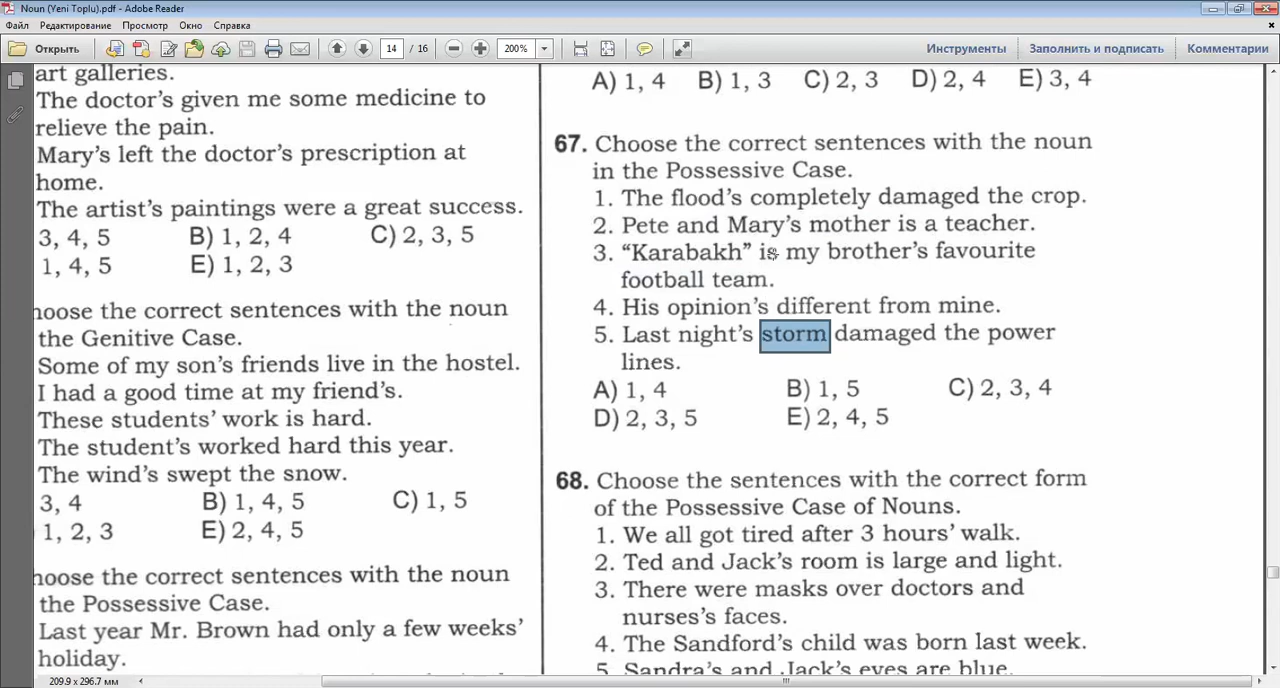 Noun (Yeni Toplu).pdf - Adobe Reader
Файл Редактирование Просмотр Окно Справка
Открыть 14 / 16 200% Инструменты Заполнить и подписать Комментарии
art galleries.
The doctor's given me some medicine to
relieve the pain.
Mary's left the doctor's prescription at
home.
The artist's paintings were a great success.
3, 4, 5 B) 1, 2, 4 C) 2, 3, 5
1, 4, 5 E) 1, 2, 3
hoose the correct sentences with the noun
the Genitive Case.
Some of my son's friends live in the hostel.
I had a good time at my friend's.
These students' work is hard.
The student's worked hard this year.
The wind's swept the snow.
3, 4 B) 1, 4, 5 C) 1, 5
1, 2, 3 E) 2, 4, 5
hoose the correct sentences with the noun
the Possessive Case.
Last year Mr. Brown had only a few weeks'
holiday.
A) 1, 4 B) 1, 3 C) 2, 3 D) 2, 4 E) 3, 4
67. Choose the correct sentences with the noun
in the Possessive Case.
1. The flood's completely damaged the crop.
2. Pete and Mary's mother is a teacher.
3. “Karabakh” is my brother's favourite
football team.
4. His opinion's different from mine.
5. Last night's storm damaged the power
lines.
A) 1, 4 B) 1, 5 C) 2, 3, 4
D) 2, 3, 5 E) 2, 4, 5
68. Choose the sentences with the correct form
of the Possessive Case of Nouns.
1. We all got tired after 3 hours' walk.
2. Ted and Jack's room is large and light.
3. There were masks over doctors and
nurses's faces.
4. The Sandford's child was born last week.
5. Sandra's and Jack's eyes are blue.
209.9 x 296.7 мм